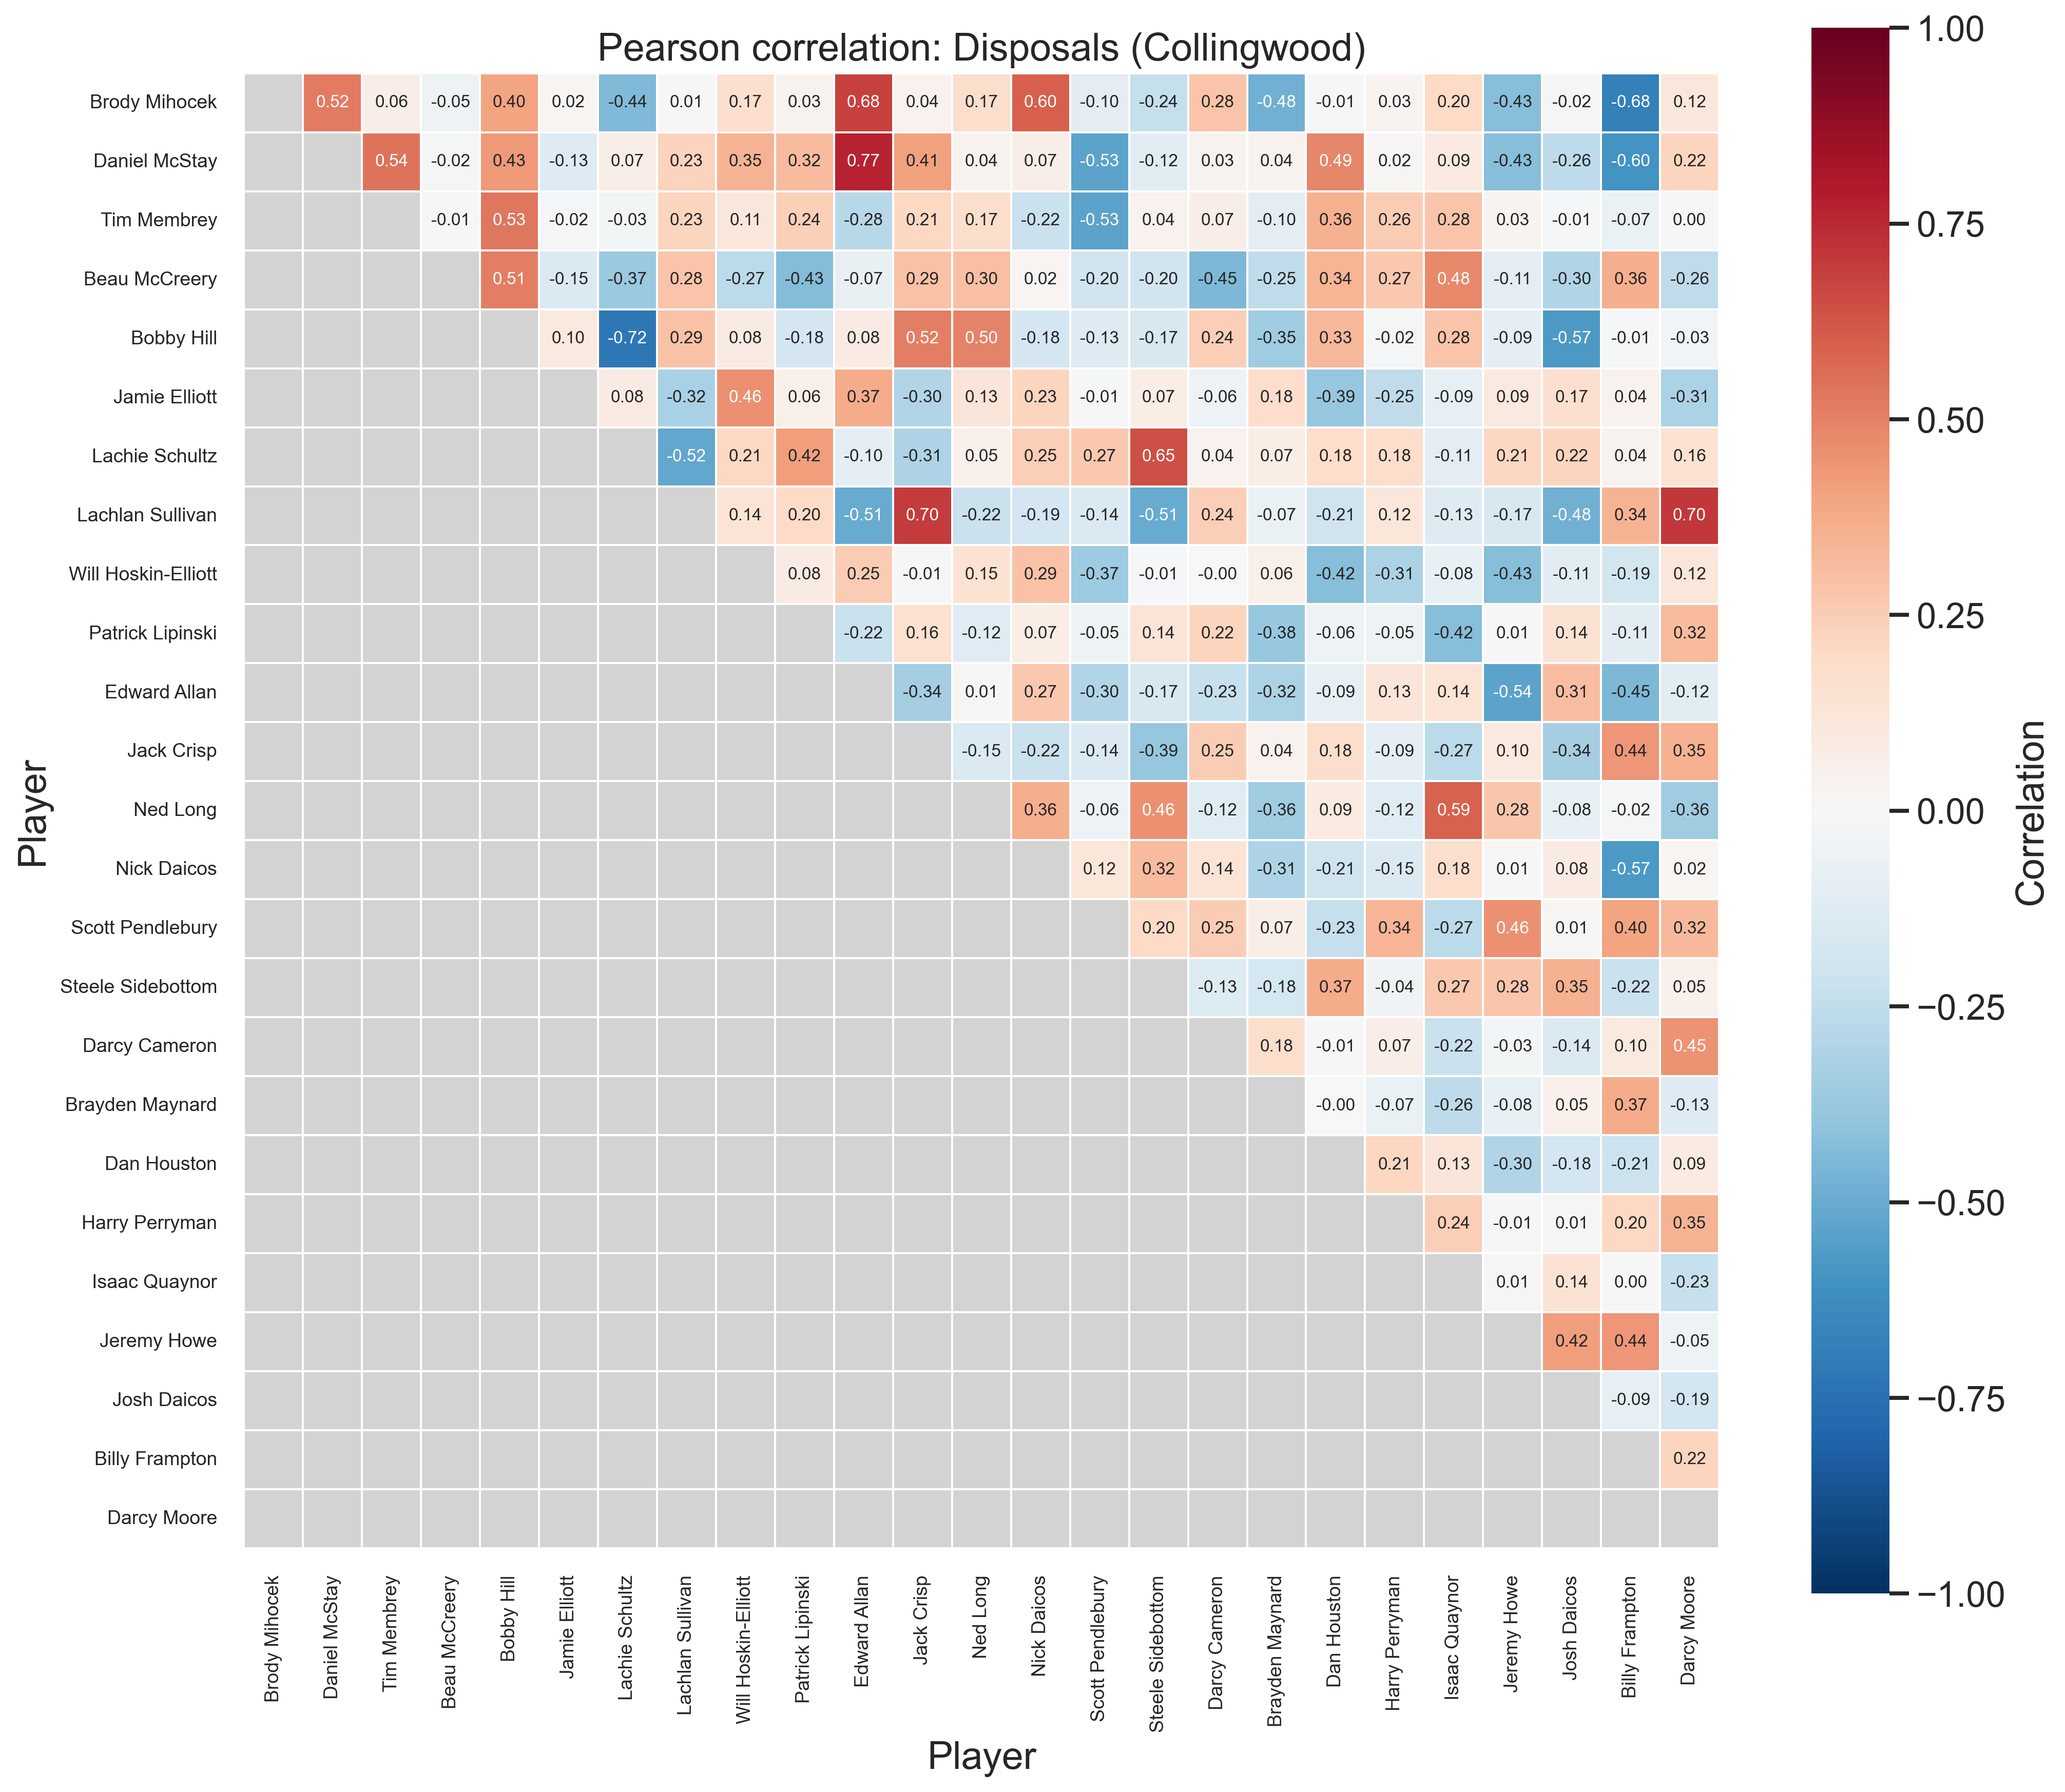 Pearson correlation: Disposals (Collingwood)
Brody Mihocek 0.52 0.06 -0.05 0.40 0.02 -0.44 0.01 0.17 0.03 0.68 0.04 0.17 0.60 -0.10 -0.24 0.28 -0.48 -0.01 0.03 0.20 -0.43 -0.02 -0.68 0.12
Daniel McStay 0.54 -0.02 0.43 -0.13 0.07 0.23 0.35 0.32 0.77 0.41 0.04 0.07 -0.53 -0.12 0.03 0.04 0.49 0.02 0.09 -0.43 -0.26 -0.60 0.22
Tim Membrey -0.01 0.53 -0.02 -0.03 0.23 0.11 0.24 -0.28 0.21 0.17 -0.22 -0.53 0.04 0.07 -0.10 0.36 0.26 0.28 0.03 -0.01 -0.07 0.00
Beau McCreery 0.51 -0.15 -0.37 0.28 -0.27 -0.43 -0.07 0.29 0.30 0.02 -0.20 -0.20 -0.45 -0.25 0.34 0.27 0.48 -0.11 -0.30 0.36 -0.26
Bobby Hill 0.10 -0.72 0.29 0.08 -0.18 0.08 0.52 0.50 -0.18 -0.13 -0.17 0.24 -0.35 0.33 -0.02 0.28 -0.09 -0.57 -0.01 -0.03
Jamie Elliott 0.08 -0.32 0.46 0.06 0.37 -0.30 0.13 0.23 -0.01 0.07 -0.06 0.18 -0.39 -0.25 -0.09 0.09 0.17 0.04 -0.31
Lachie Schultz -0.52 0.21 0.42 -0.10 -0.31 0.05 0.25 0.27 0.65 0.04 0.07 0.18 0.18 -0.11 0.21 0.22 0.04 0.16
Lachlan Sullivan 0.14 0.20 -0.51 0.70 -0.22 -0.19 -0.14 -0.51 0.24 -0.07 -0.21 0.12 -0.13 -0.17 -0.48 0.34 0.70
Will Hoskin-Elliott 0.08 0.25 -0.01 0.15 0.29 -0.37 -0.01 -0.00 0.06 -0.42 -0.31 -0.08 -0.43 -0.11 -0.19 0.12
Patrick Lipinski -0.22 0.16 -0.12 0.07 -0.05 0.14 0.22 -0.38 -0.06 -0.05 -0.42 0.01 0.14 -0.11 0.32
Edward Allan -0.34 0.01 0.27 -0.30 -0.17 -0.23 -0.32 -0.09 0.13 0.14 -0.54 0.31 -0.45 -0.12
Jack Crisp -0.15 -0.22 -0.14 -0.39 0.25 0.04 0.18 -0.09 -0.27 0.10 -0.34 0.44 0.35
Ned Long 0.36 -0.06 0.46 -0.12 -0.36 0.09 -0.12 0.59 0.28 -0.08 -0.02 -0.36
Nick Daicos 0.12 0.32 0.14 -0.31 -0.21 -0.15 0.18 0.01 0.08 -0.57 0.02
Scott Pendlebury 0.20 0.25 0.07 -0.23 0.34 -0.27 0.46 0.01 0.40 0.32
Steele Sidebottom -0.13 -0.18 0.37 -0.04 0.27 0.28 0.35 -0.22 0.05
Darcy Cameron 0.18 -0.01 0.07 -0.22 -0.03 -0.14 0.10 0.45
Brayden Maynard -0.00 -0.07 -0.26 -0.08 0.05 0.37 -0.13
Dan Houston 0.21 0.13 -0.30 -0.18 -0.21 0.09
Harry Perryman 0.24 -0.01 0.01 0.20 0.35
Isaac Quaynor 0.01 0.14 0.00 -0.23
Jeremy Howe 0.42 0.44 -0.05
Josh Daicos -0.09 -0.19
Billy Frampton 0.22
Darcy Moore
Player
Brody Mihocek
Daniel McStay
Tim Membrey
Beau McCreery
Bobby Hill
Jamie Elliott
Lachie Schultz
Lachlan Sullivan
Will Hoskin-Elliott
Patrick Lipinski
Edward Allan
Jack Crisp
Ned Long
Nick Daicos
Scott Pendlebury
Steele Sidebottom
Darcy Cameron
Brayden Maynard
Dan Houston
Harry Perryman
Isaac Quaynor
Jeremy Howe
Josh Daicos
Billy Frampton
Darcy Moore
Player
1.00
0.75
0.50
0.25
0.00
−0.25
−0.50
−0.75
−1.00
Correlation